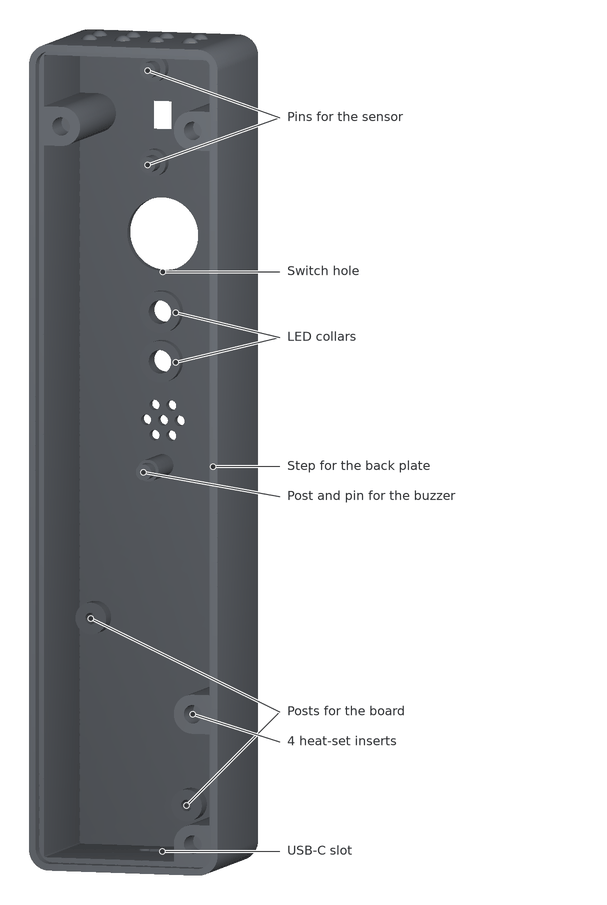 Pins for the sensor
Switch hole
LED collars
Step for the back plate
Post and pin for the buzzer
Posts for the board
4 heat-set inserts
USB-C slot